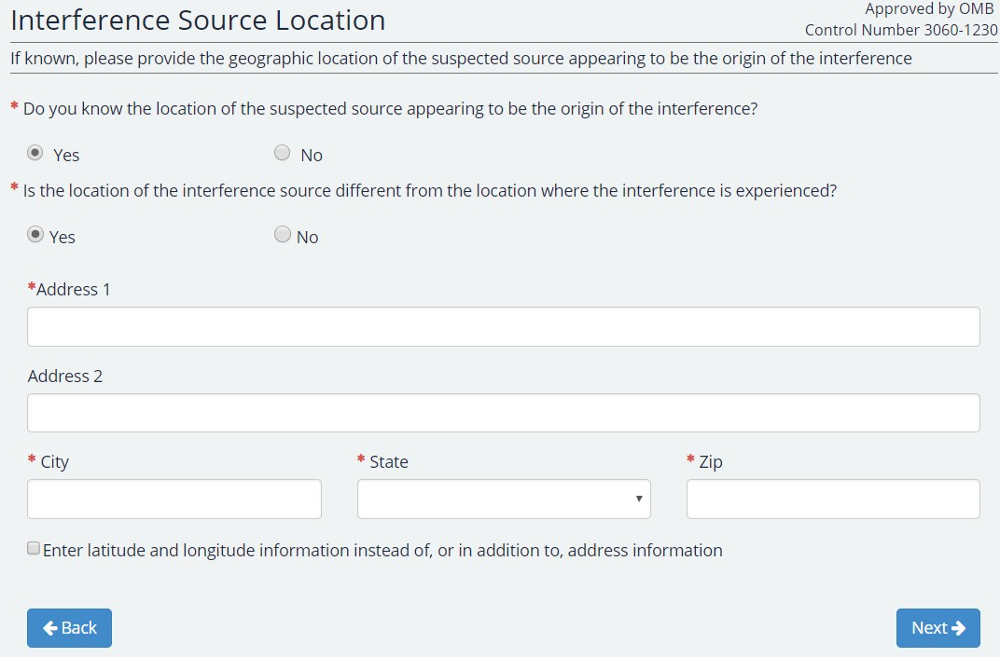 Interference Source Location
Approved by OMB
Control Number 3060-1230
If known, please provide the geographic location of the suspected source appearing to be the origin of the interference
* Do you know the location of the suspected source appearing to be the origin of the interference?
Yes No
* Is the location of the interference source different from the location where the interference is experienced?
Yes No
*Address 1
Address 2
* City * State * Zip
Enter latitude and longitude information instead of, or in addition to, address information
Back Next